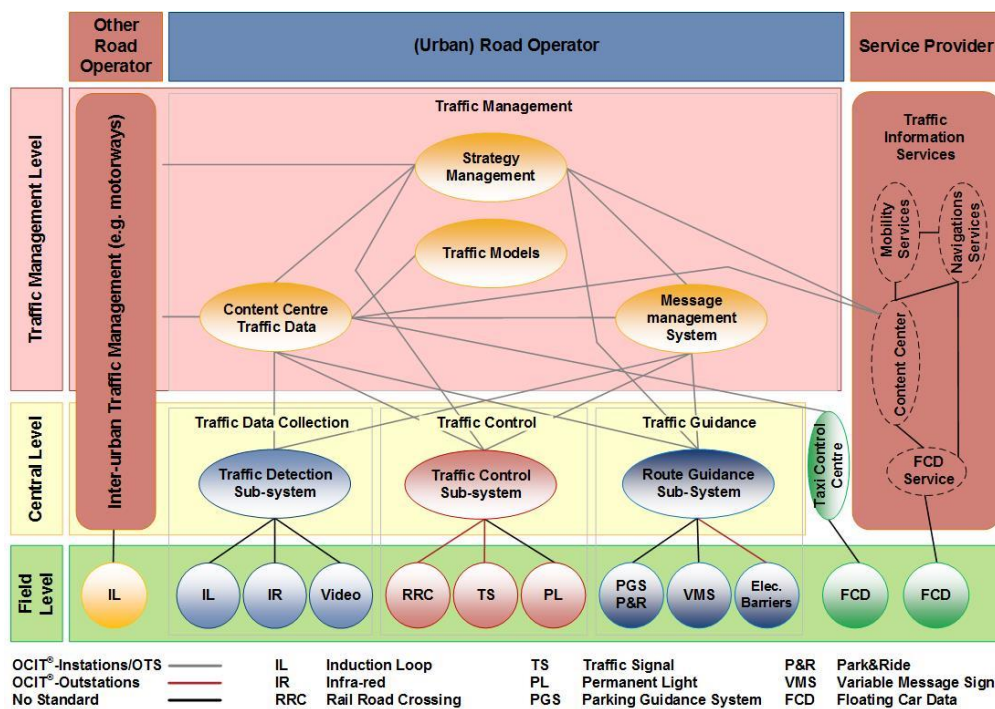 Other
Road
Operator
(Urban) Road Operator
Service Provider
Traffic Management Level
Inter-urban Traffic Management (e.g. motorways)
Traffic Management
Strategy
Management
Traffic Models
Content Centre
Traffic Data
Message
management
System
Traffic
Information
Services
Mobility
Services
Navigations
Services
Content Center
FCD
Service
Central Level
Traffic Data Collection
Traffic Control
Traffic Guidance
Traffic Detection
Sub-system
Traffic Control
Sub-system
Route Guidance
Sub-System
Taxi Control
Centre
Field
Level
IL
IL
IR
Video
RRC
TS
PL
PGS
P&R
VMS
Elec.
Barriers
FCD
FCD
OCIT®-Instations/OTS
IL Induction Loop
TS Traffic Signal
P&R Park&Ride
OCIT®-Outstations
IR Infra-red
PL Permanent Light
VMS Variable Message Sign
No Standard
RRC Rail Road Crossing
PGS Parking Guidance System
FCD Floating Car Data